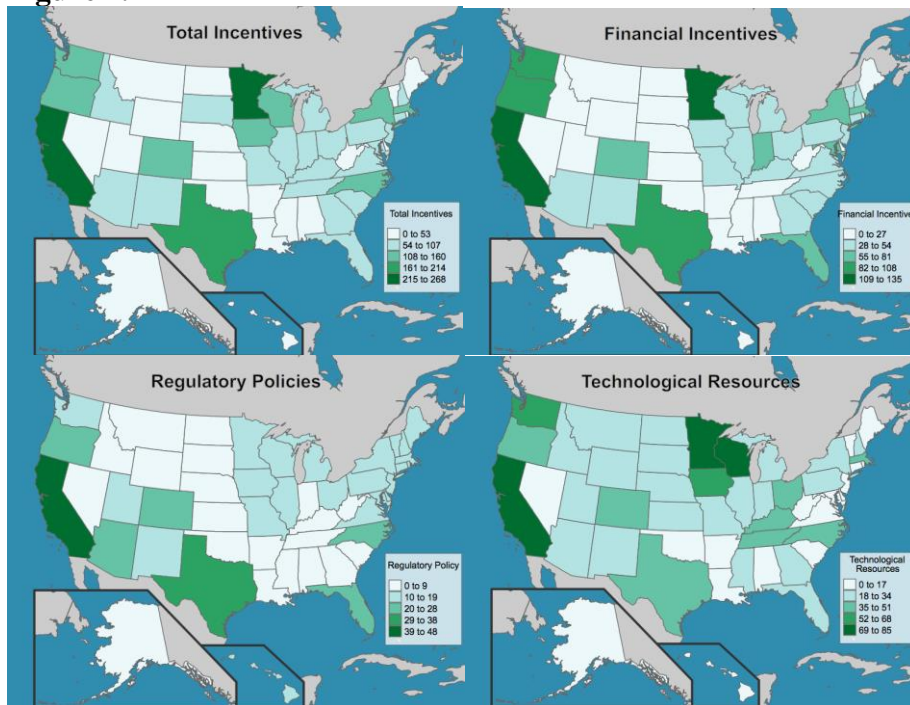 Total Incentives
Total Incentives
0 to 53
54 to 107
108 to 160
161 to 214
215 to 268
Financial Incentives
Financial Incentive
0 to 27
28 to 54
55 to 81
82 to 108
109 to 135
Regulatory Policies
Regulatory Policy
0 to 9
10 to 19
20 to 28
29 to 38
39 to 48
Technological Resources
Technological
Resources
0 to 17
18 to 34
35 to 51
52 to 68
69 to 85